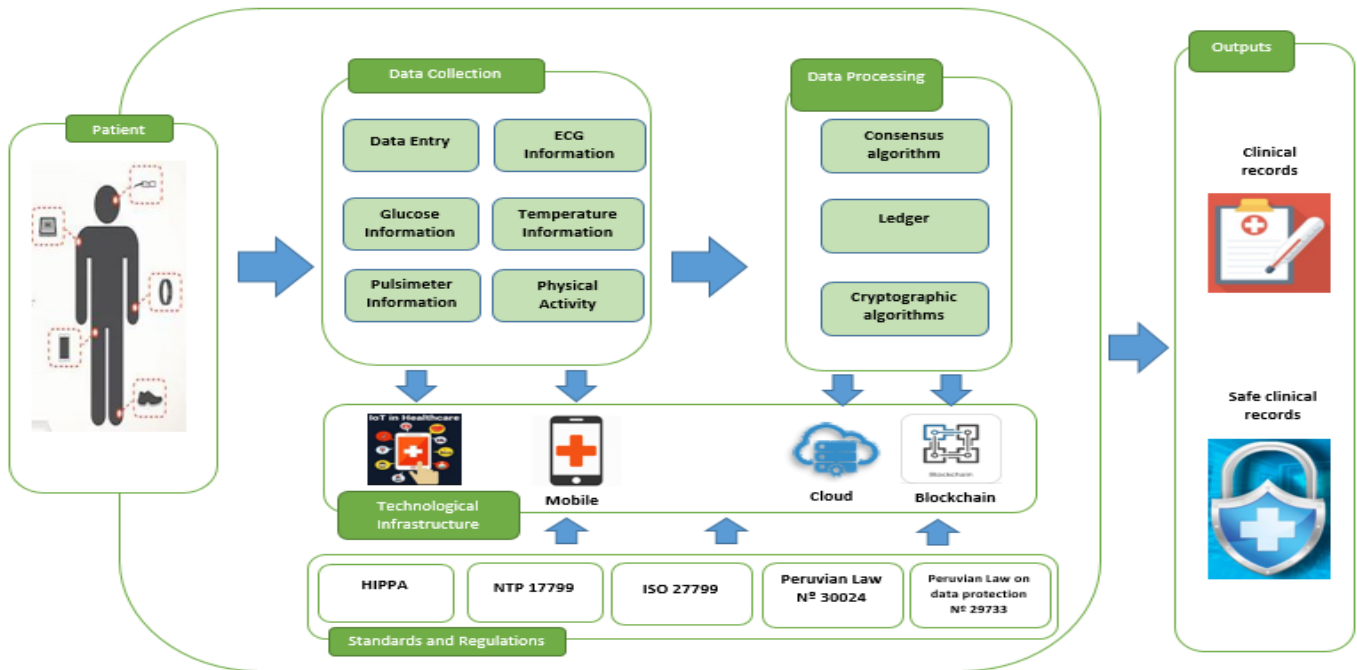 Patient
Data Collection
Data Entry
ECG
Information
Glucose
Information
Temperature
Information
Pulsimeter
Information
Physical
Activity
Data Processing
Consensus
algorithm
Ledger
Cryptographic
algorithms
IoT in Healthcare
Mobile
Cloud
Blockchain
Blockchain
Technological
Infrastructure
HIPPA
NTP 17799
ISO 27799
Peruvian Law
Nº 30024
Peruvian Law on
data protection
Nº 29733
Standards and Regulations
Outputs
Clinical
records
Safe clinical
records